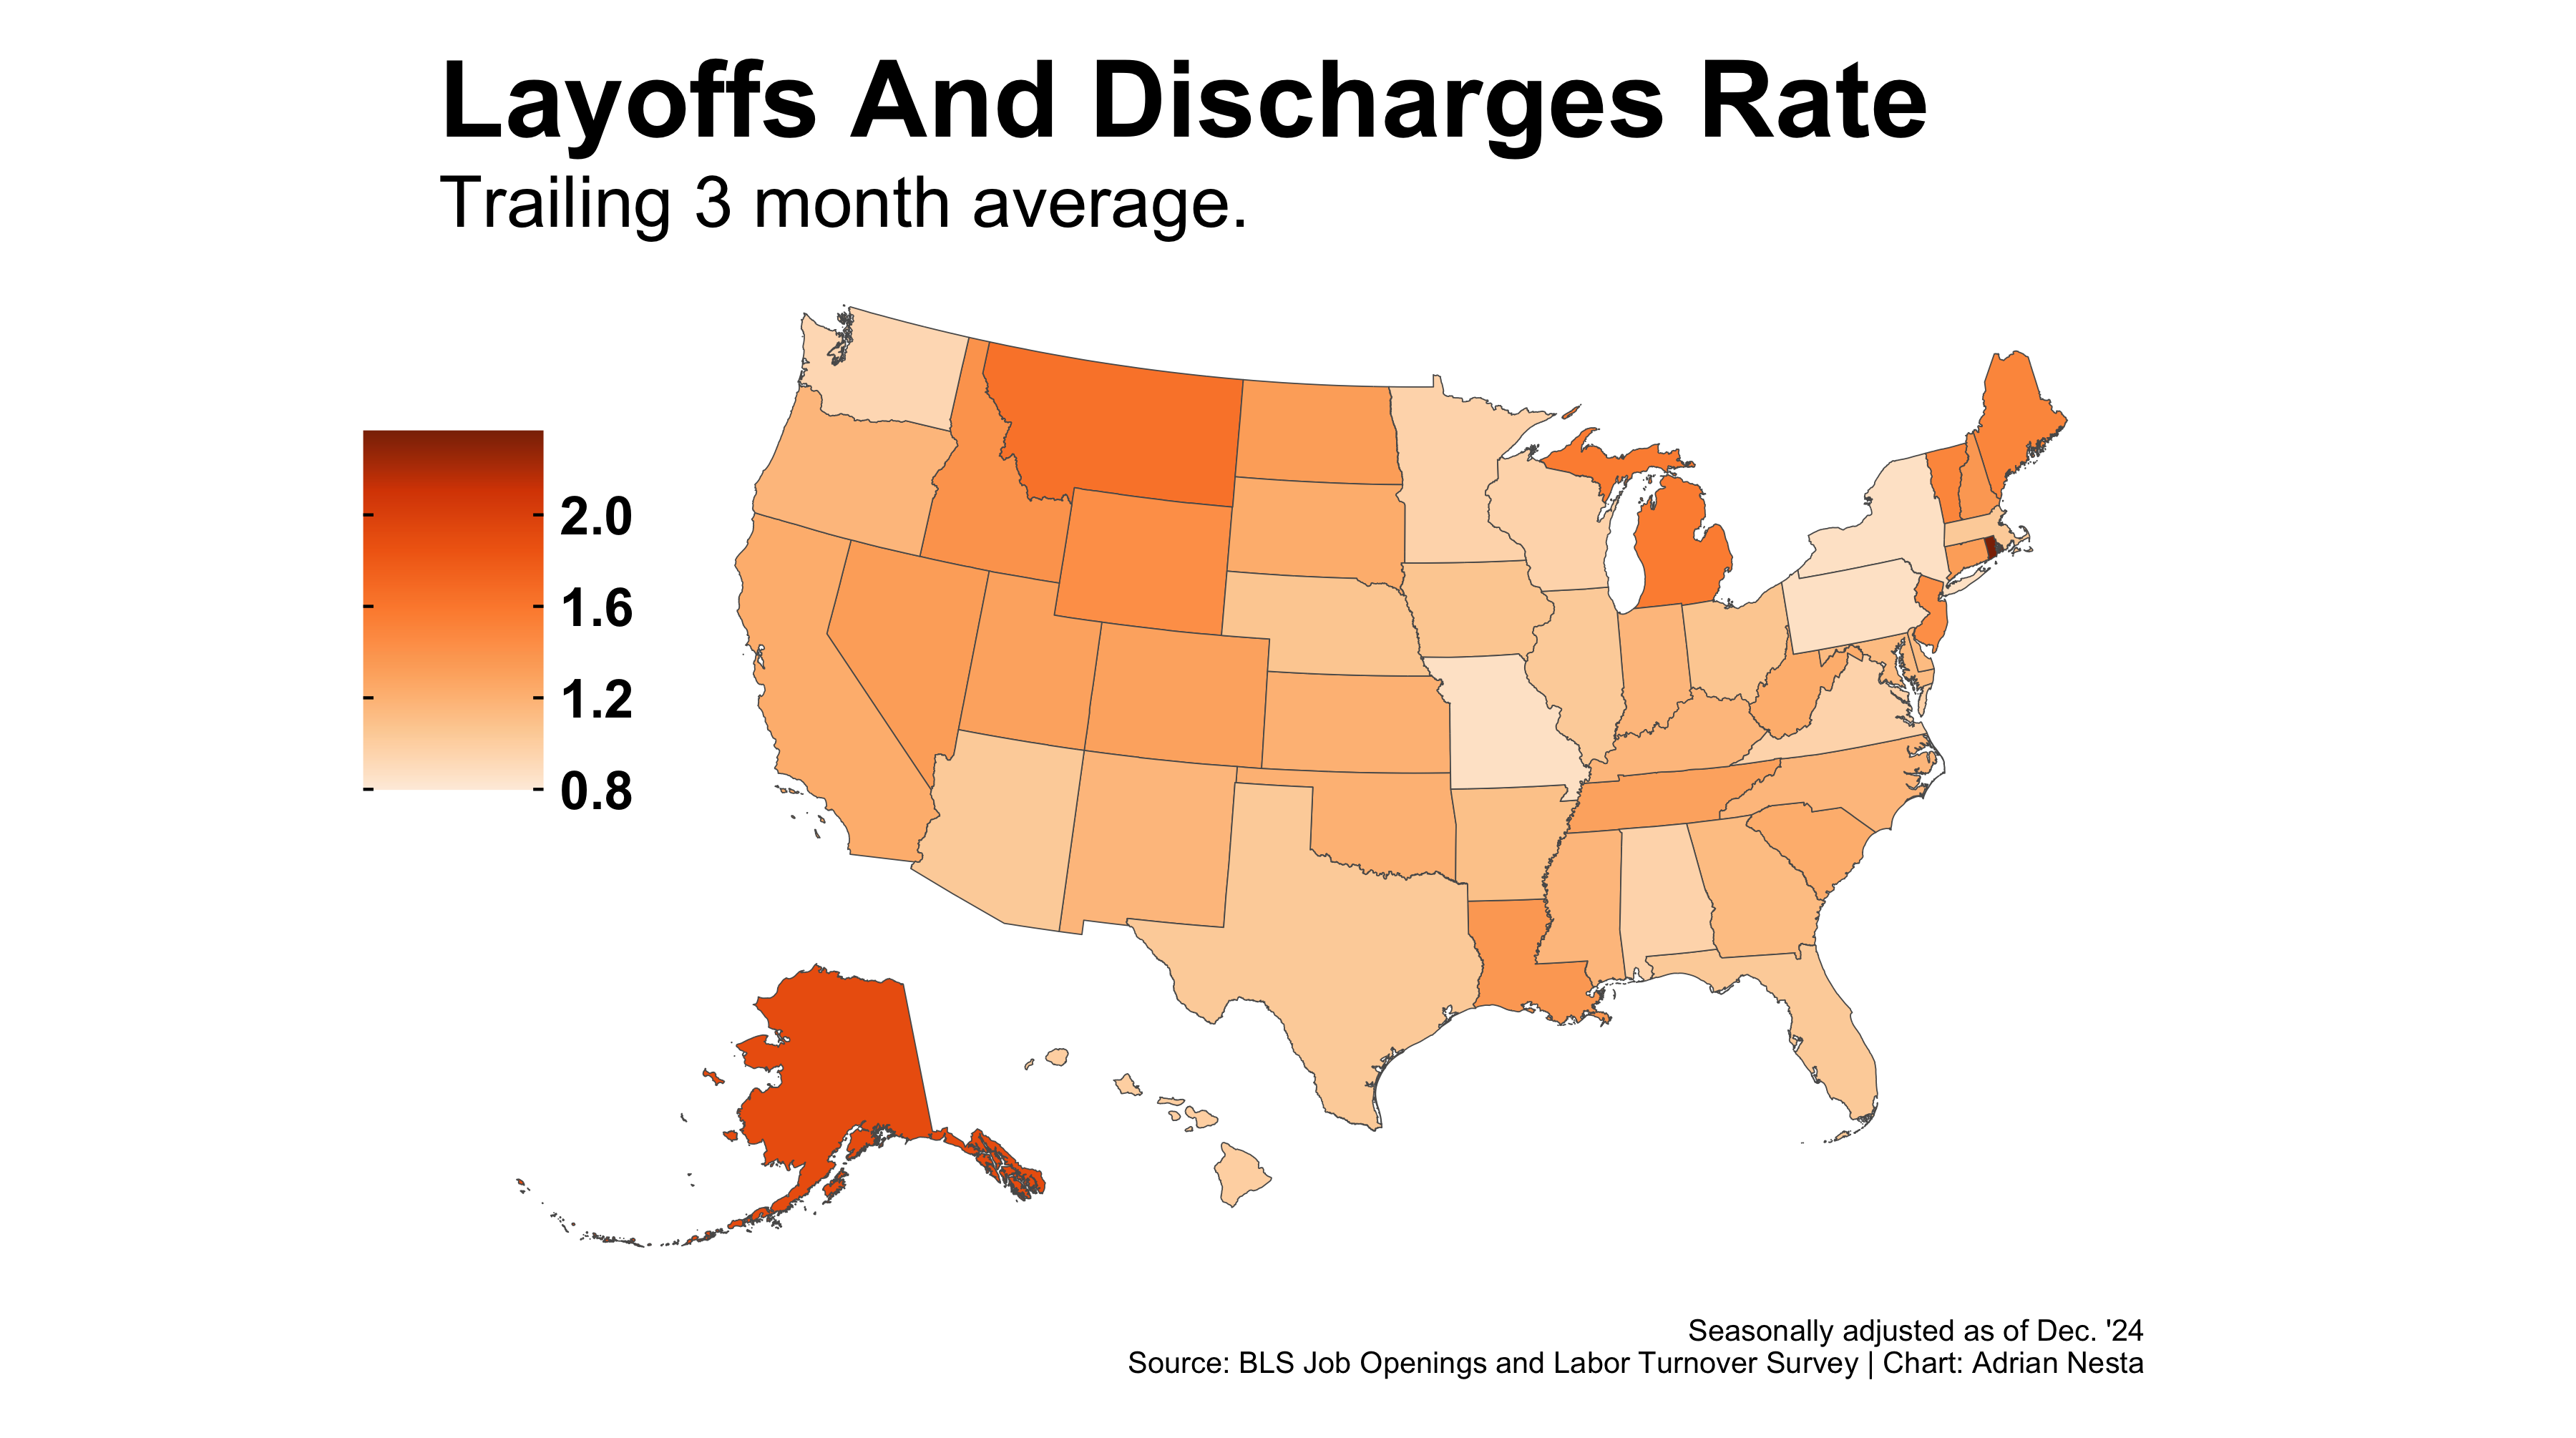 Layoffs And Discharges Rate
Trailing 3 month average.
2.0
1.6
1.2
0.8
Seasonally adjusted as of Dec. '24
Source: BLS Job Openings and Labor Turnover Survey | Chart: Adrian Nesta